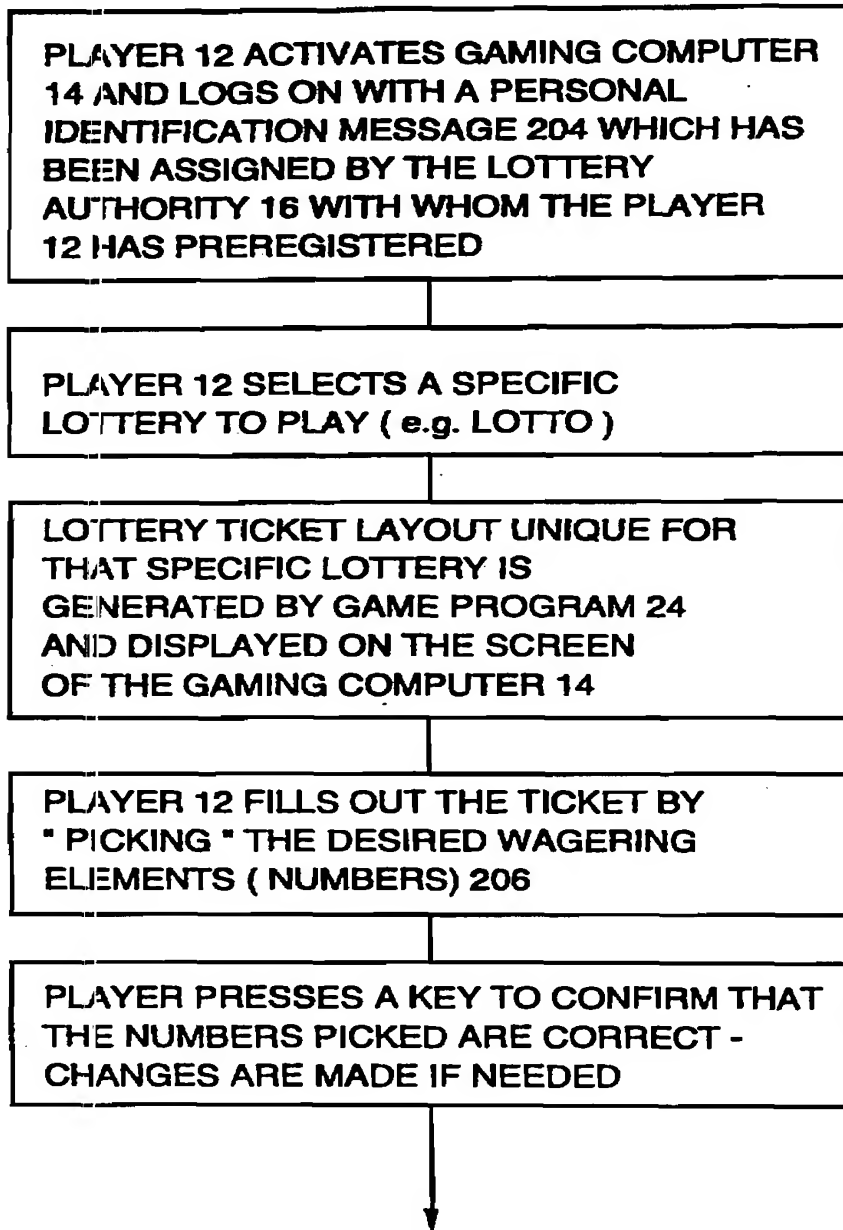 PLAYER 12 ACTIVATES GAMING COMPUTER
14 AND LOGS ON WITH A PERSONAL
IDENTIFICATION MESSAGE 204 WHICH HAS
BEEN ASSIGNED BY THE LOTTERY
AUTHORITY 16 WITH WHOM THE PLAYER
12 HAS PREREGISTERED
PLAYER 12 SELECTS A SPECIFIC
LOTTERY TO PLAY ( e.g. LOTTO )
LOTTERY TICKET LAYOUT UNIQUE FOR
THAT SPECIFIC LOTTERY IS
GENERATED BY GAME PROGRAM 24
AND DISPLAYED ON THE SCREEN
OF THE GAMING COMPUTER 14
PLAYER 12 FILLS OUT THE TICKET BY
" PICKING " THE DESIRED WAGERING
ELEMENTS ( NUMBERS) 206
PLAYER PRESSES A KEY TO CONFIRM THAT
THE NUMBERS PICKED ARE CORRECT -
CHANGES ARE MADE IF NEEDED